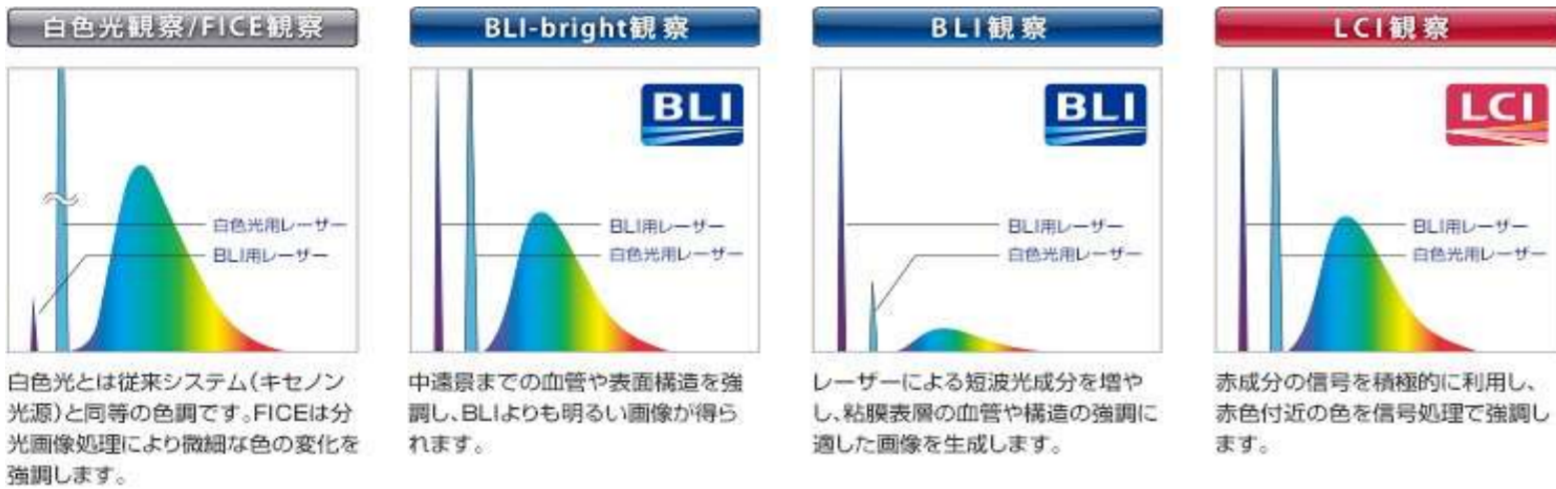 白色光観察/FICE観察
白色光用レーザー
BLI用レーザー
白色光とは従来システム(キセノン
光源)と同等の色調です。FICEは分
光画像処理により微細な色の変化を
強調します。
BLI-bright観察
BLI
BLI用レーザー
白色光用レーザー
中遠景までの血管や表面構造を強
調し、BLIよりも明るい画像が得ら
れます。
BLI観察
BLI
BLI用レーザー
白色光用レーザー
レーザーによる短波光成分を増や
し、粘膜表層の血管や構造の強調に
適した画像を生成します。
LCI観察
LCI
BLI用レーザー
白色光用レーザー
赤成分の信号を積極的に利用し、
赤色付近の色を信号処理で強調し
ます。